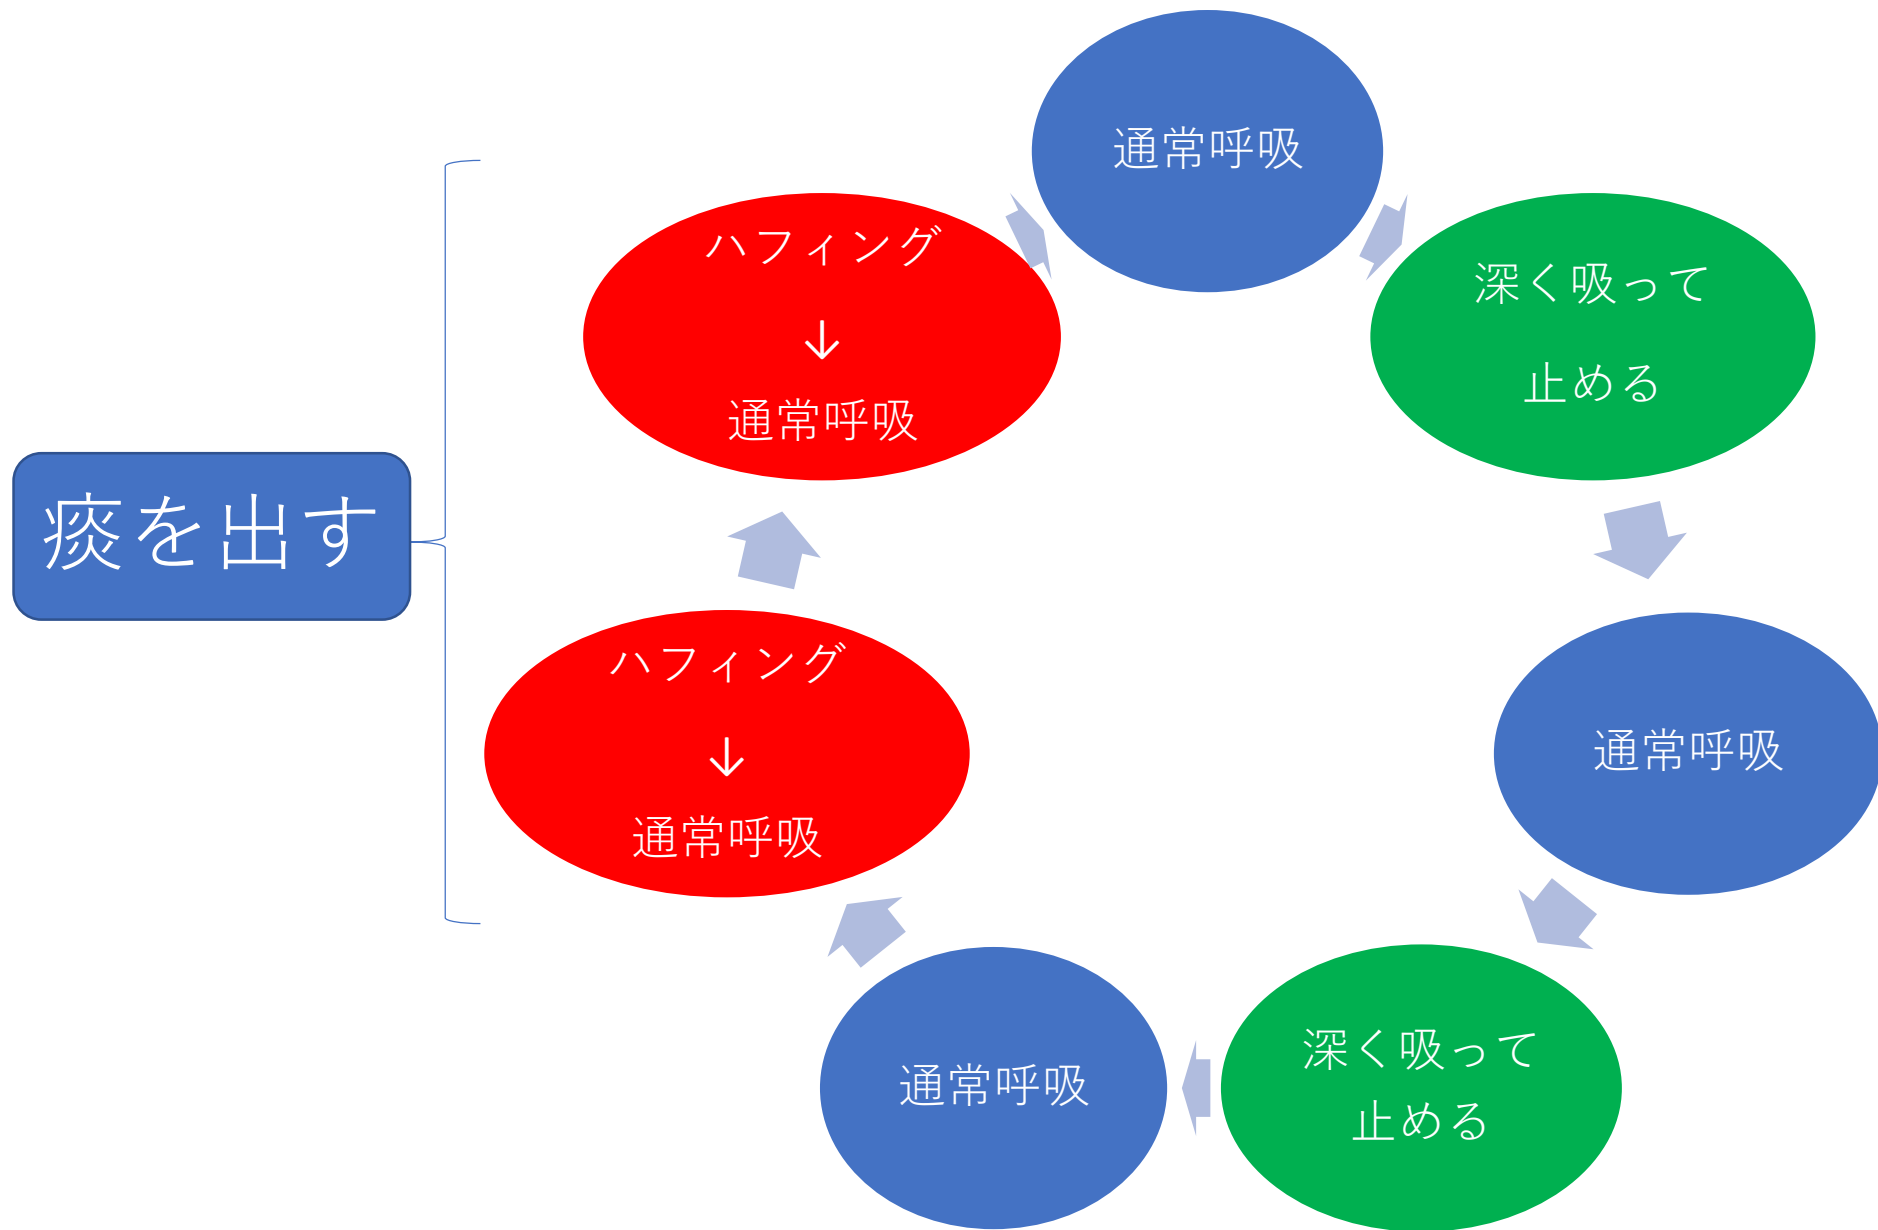 通常呼吸
深く吸って
止める
通常呼吸
深く吸って
止める
通常呼吸
ハフィング
↓
通常呼吸
ハフィング
↓
通常呼吸
痰を出す